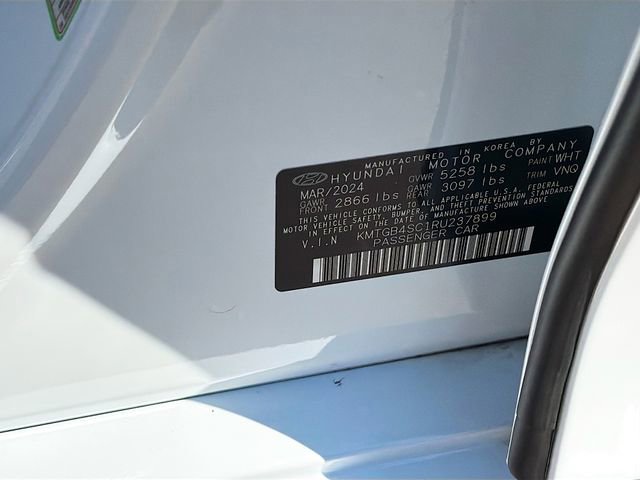 MANUFACTURED IN KOREA BY
HYUNDAI MOTOR COMPANY
MAR/2024 GVWR 5258 lbs PAINT WHT
GAWR FRONT 2866 lbs GAWR REAR 3097 lbs TRIM VNQ
THIS VEHICLE CONFORMS TO ALL APPLICABLE U.S.A. FEDERAL
MOTOR VEHICLE SAFETY, BUMPER, AND THEFT PREVENTION STANDARDS
IN EFFECT ON THE DATE OF MANUFACTURE SHOWN ABOVE.
V.I.N KMTGB4SC1RU237899
PASSENGER CAR